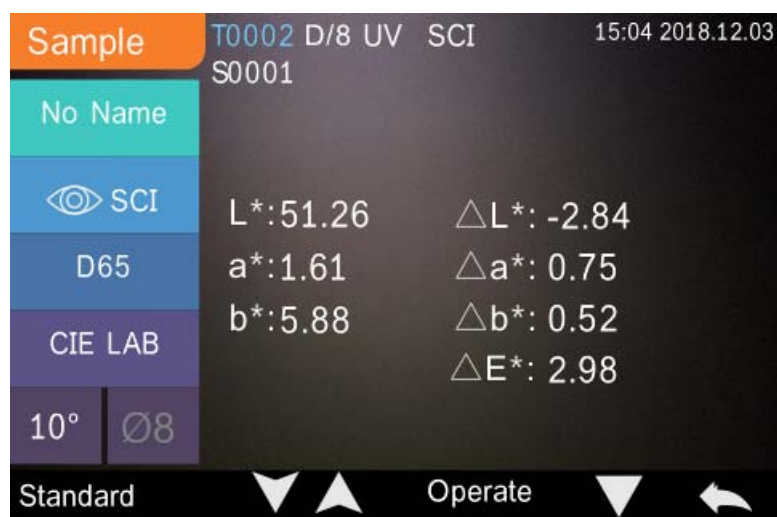 Sample
T0002 D/8 UV SCI
15:04 2018.12.03
S0001
No Name
SCI
D65
CIE LAB
10°
Ø8
L*:51.26
a*:1.61
b*:5.88
△L*: -2.84
△a*: 0.75
△b*: 0.52
△E*: 2.98
Standard
Operate